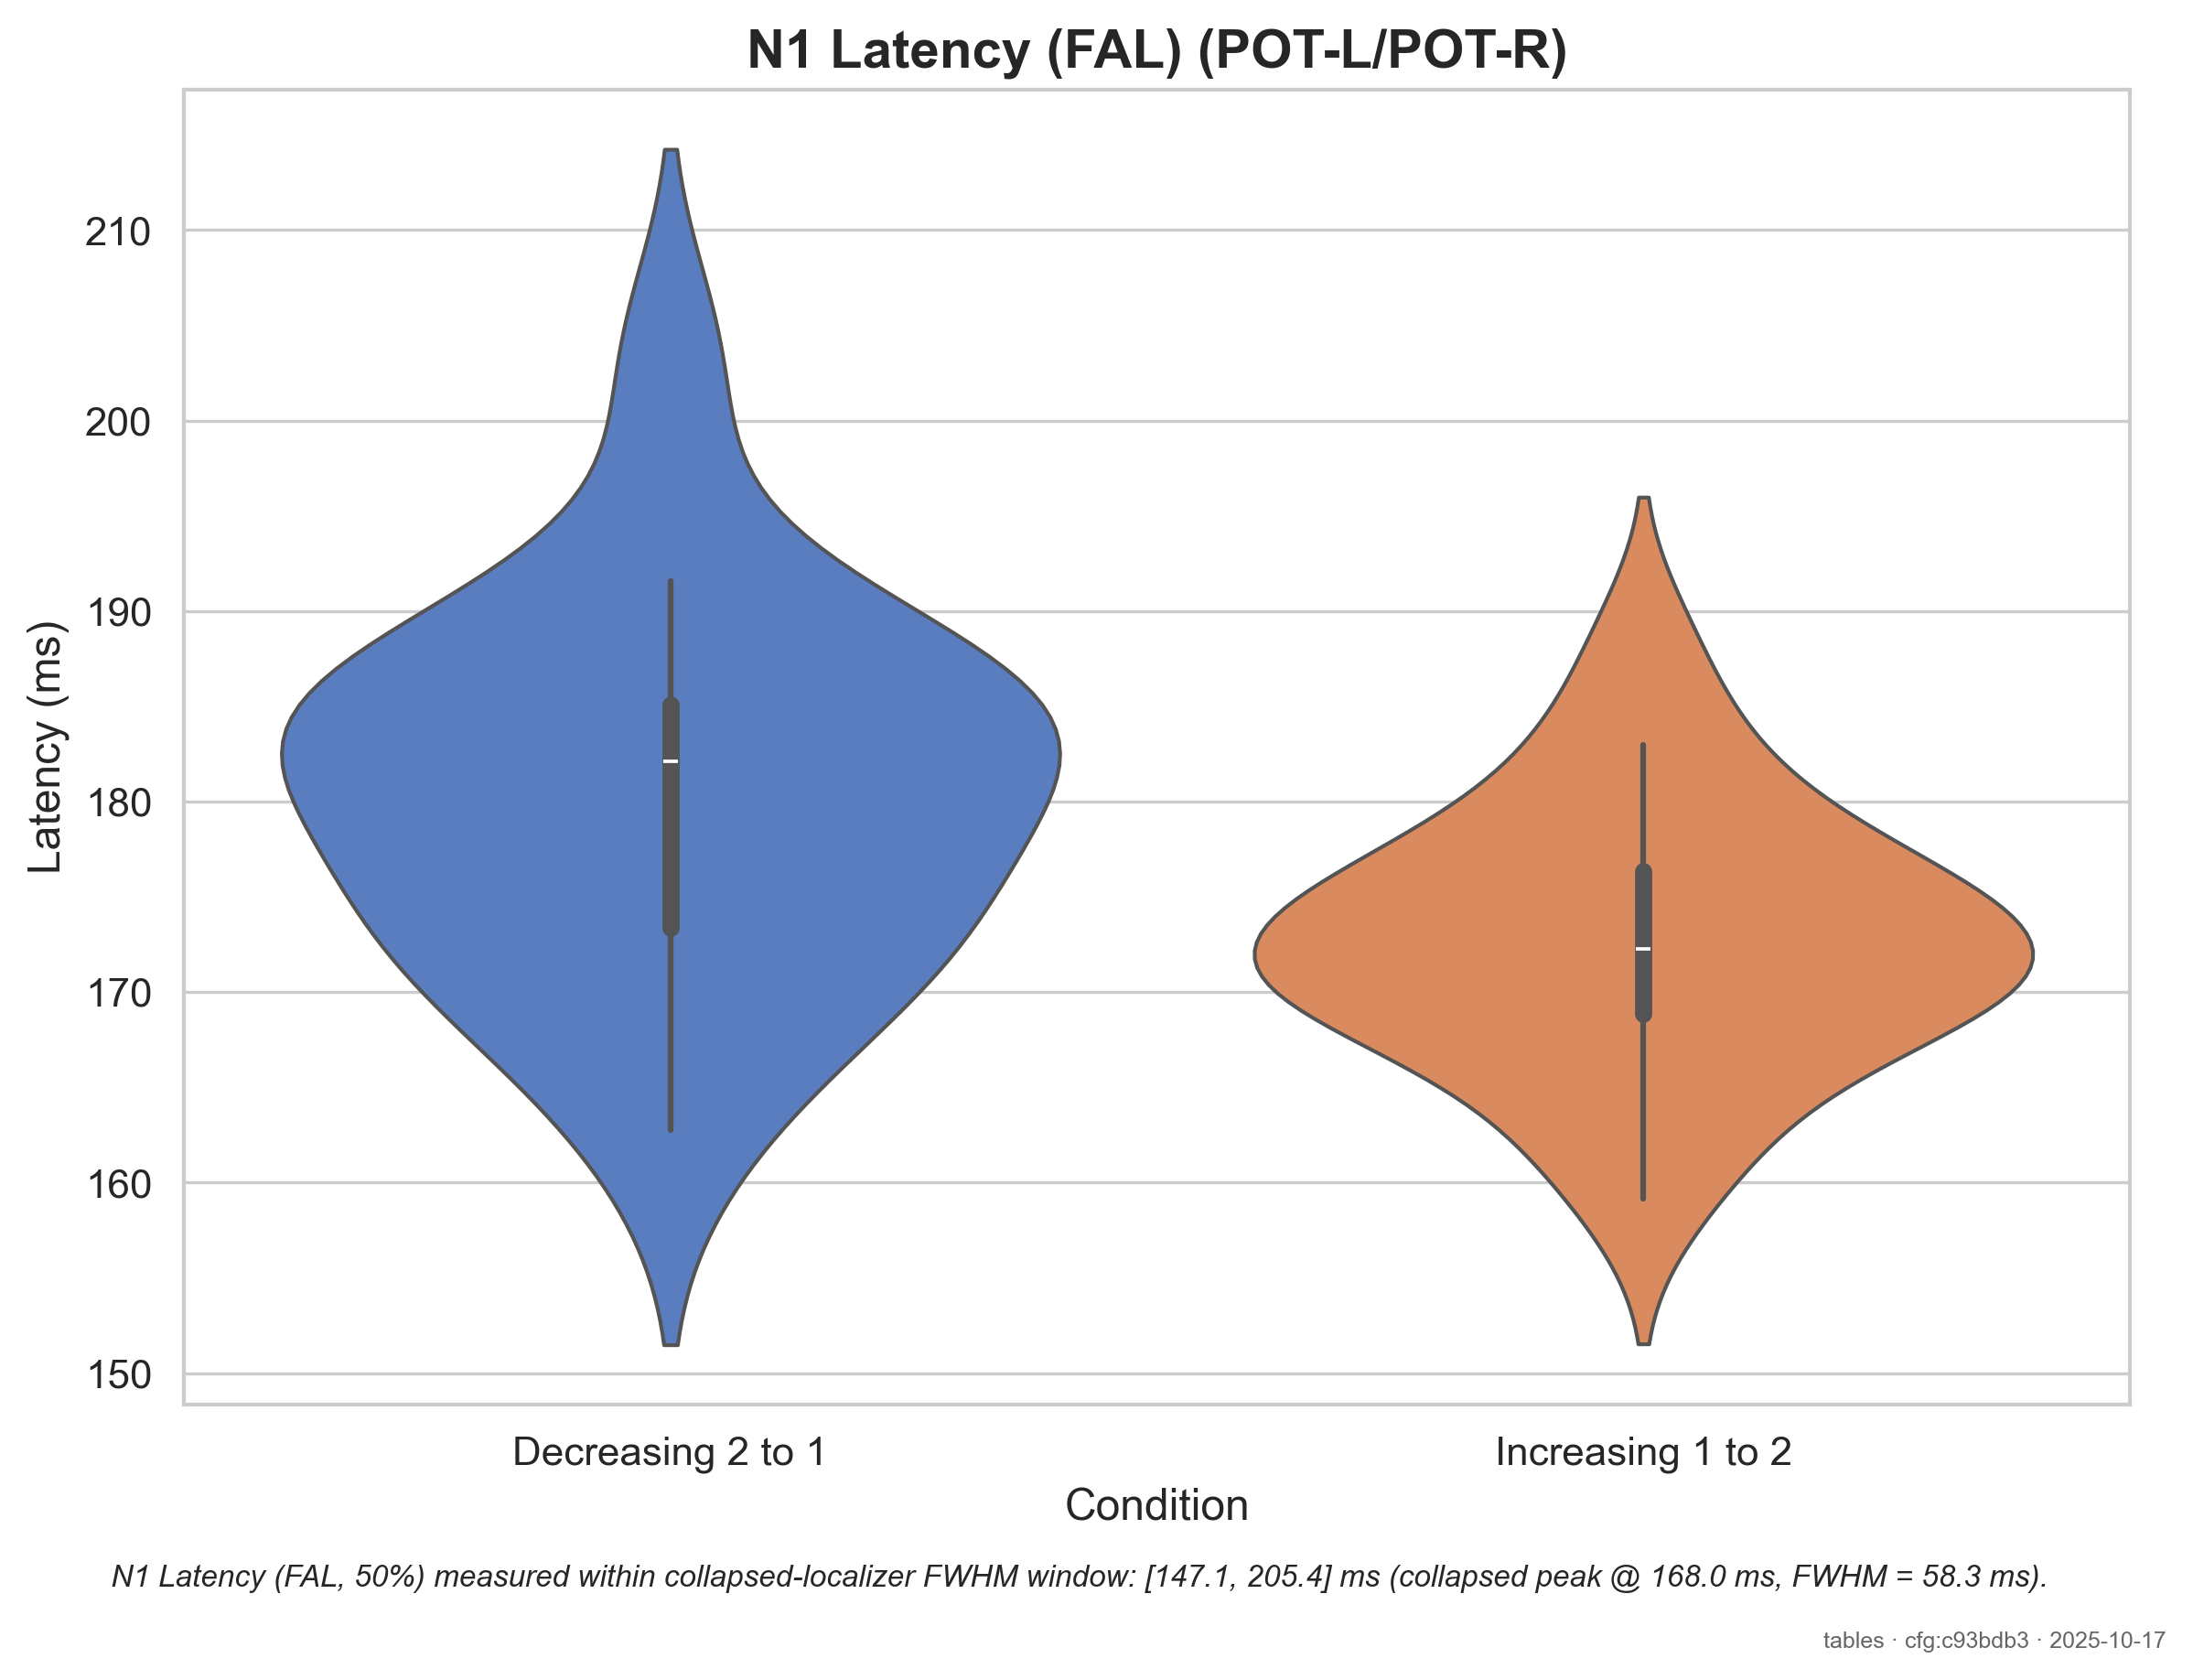 N1 Latency (FAL) (POT-L/POT-R)
Latency (ms)
210
200
190
180
170
160
150
Decreasing 2 to 1
Increasing 1 to 2
Condition
N1 Latency (FAL, 50%) measured within collapsed-localizer FWHM window: [147.1, 205.4] ms (collapsed peak @ 168.0 ms, FWHM = 58.3 ms).
tables · cfg:c93bdb3 · 2025-10-17